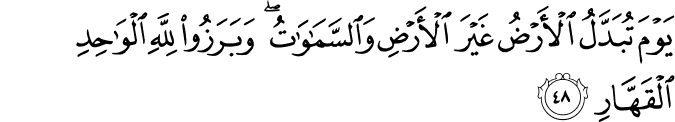 يَوْمَ تُبَدَّلُ ٱلْأَرْضُ غَيْرَ ٱلْأَرْضِ وَٱلسَّمَٰوَٰتُ ۖ وَبَرَزُوا۟ لِلَّهِ ٱلْوَٰحِدِ
ٱلْقَهَّارِ ٤٨